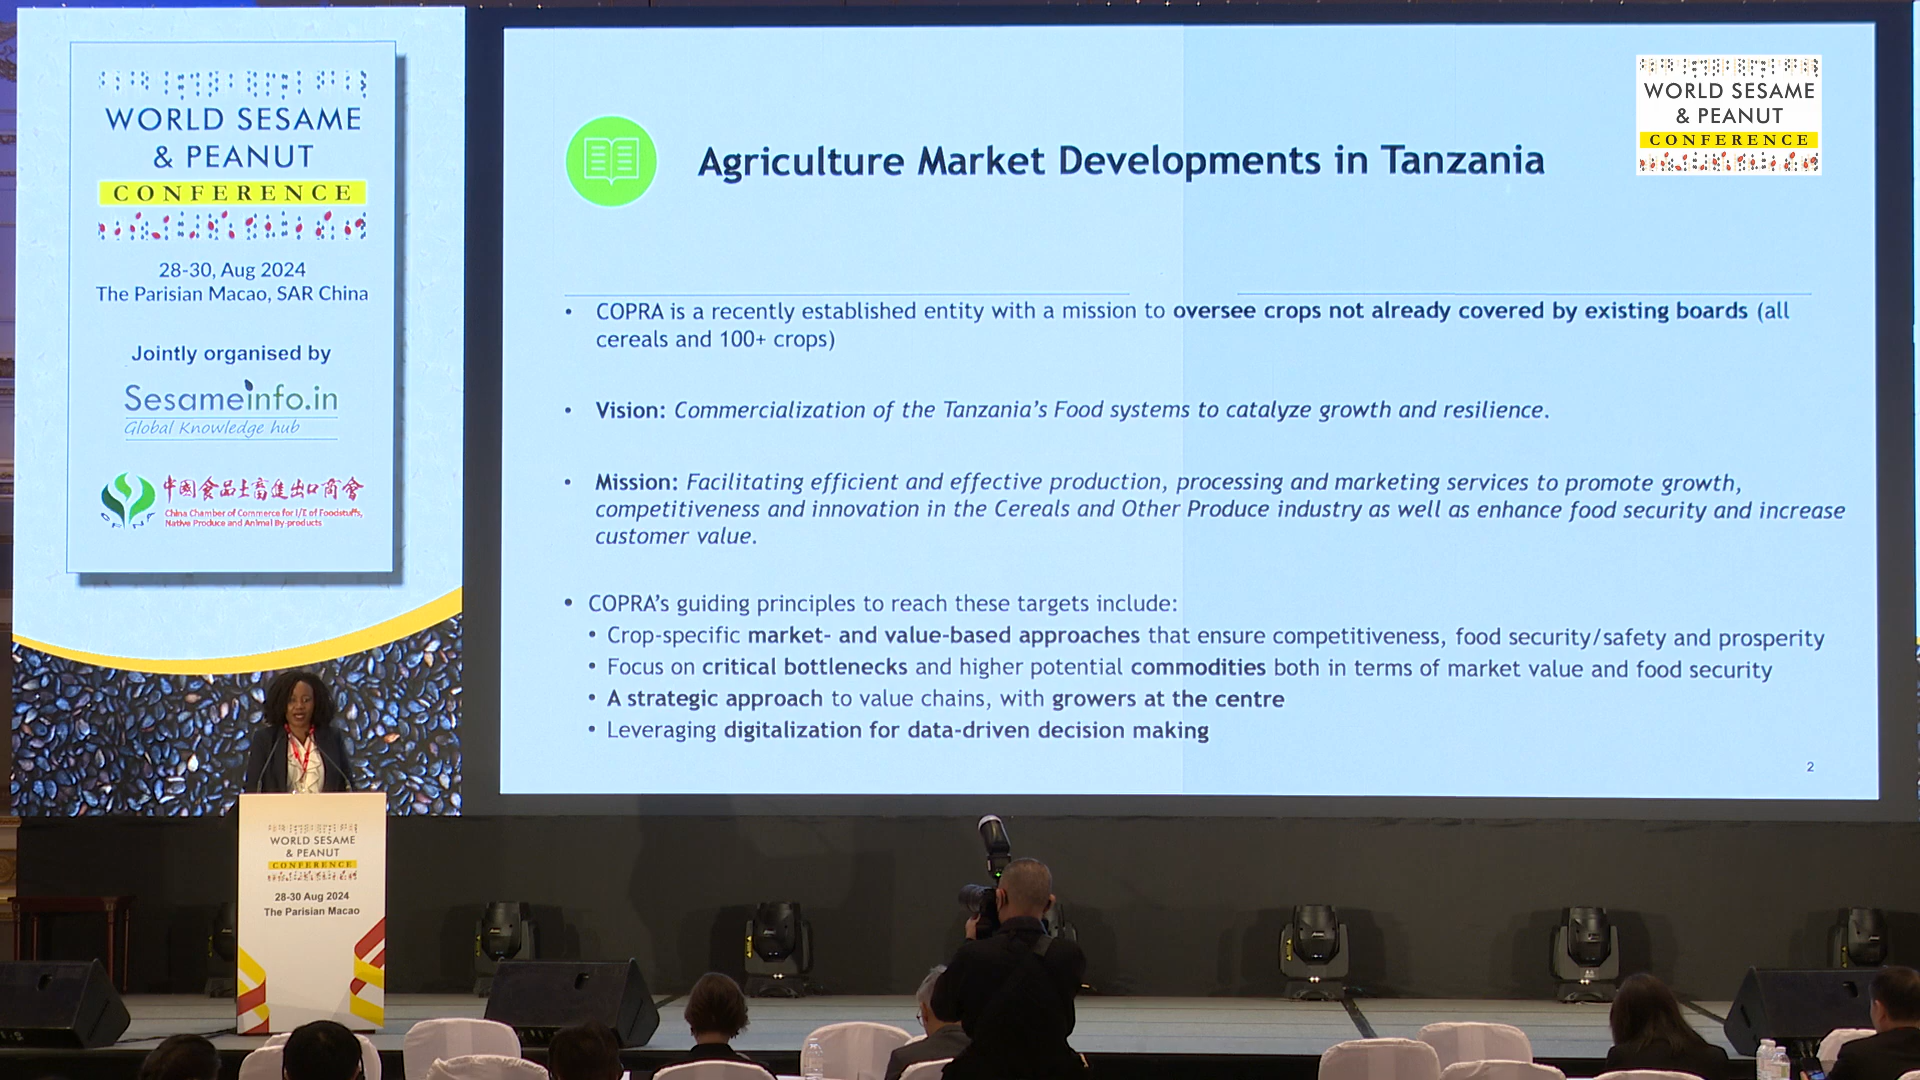 WORLD SESAME
& PEANUT
CONFERENCE
28-30, Aug 2024
The Parisian Macao, SAR China
Jointly organised by
Sesameinfo.in
Global Knowledge hub
中國食品土畜進出口商會
China Chamber of Commerce for I/E of Foodstuffs,
Native Produce and Animal By-products
Agriculture Market Developments in Tanzania
WORLD SESAME
& PEANUT
CONFERENCE
• COPRA is a recently established entity with a mission to oversee crops not already covered by existing boards (all
cereals and 100+ crops)
• Vision: Commercialization of the Tanzania's Food systems to catalyze growth and resilience.
• Mission: Facilitating efficient and effective production, processing and marketing services to promote growth,
competitiveness and innovation in the Cereals and Other Produce industry as well as enhance food security and increase
customer value.
• COPRA's guiding principles to reach these targets include:
• Crop-specific market- and value-based approaches that ensure competitiveness, food security/safety and prosperity
• Focus on critical bottlenecks and higher potential commodities both in terms of market value and food security
• A strategic approach to value chains, with growers at the centre
• Leveraging digitalization for data-driven decision making
2
WORLD SESAME
& PEANUT
CONFERENCE
28-30 Aug 2024
The Parisian Macao